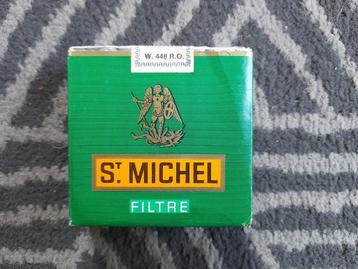 W. 448 R.O.
ST. MICHEL
FILTRE